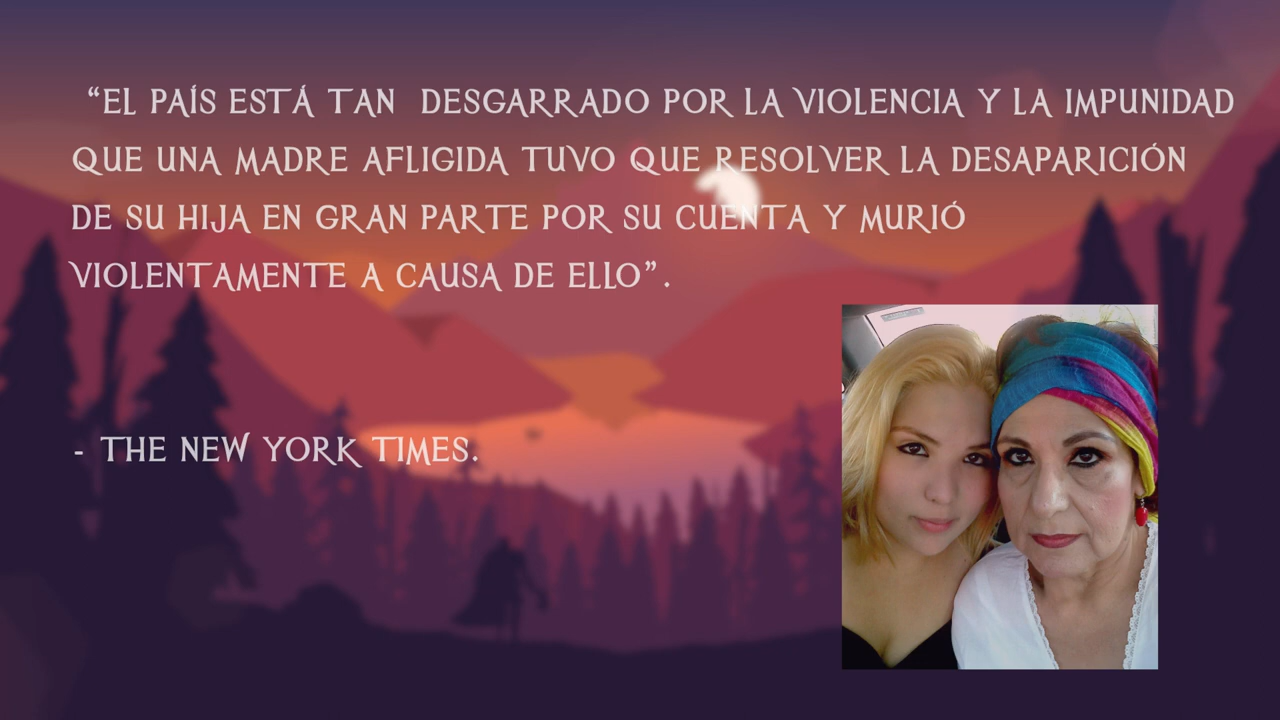 “EL PAÍS ESTÁ TAN DESGARRADO POR LA VIOLENCIA Y LA IMPUNIDAD
QUE UNA MADRE AFLIGIDA TUVO QUE RESOLVER LA DESAPARICIÓN
DE SU HIJA EN GRAN PARTE POR SU CUENTA Y MURIÓ
VIOLENTAMENTE A CAUSA DE ELLO”.
- THE NEW YORK TIMES.